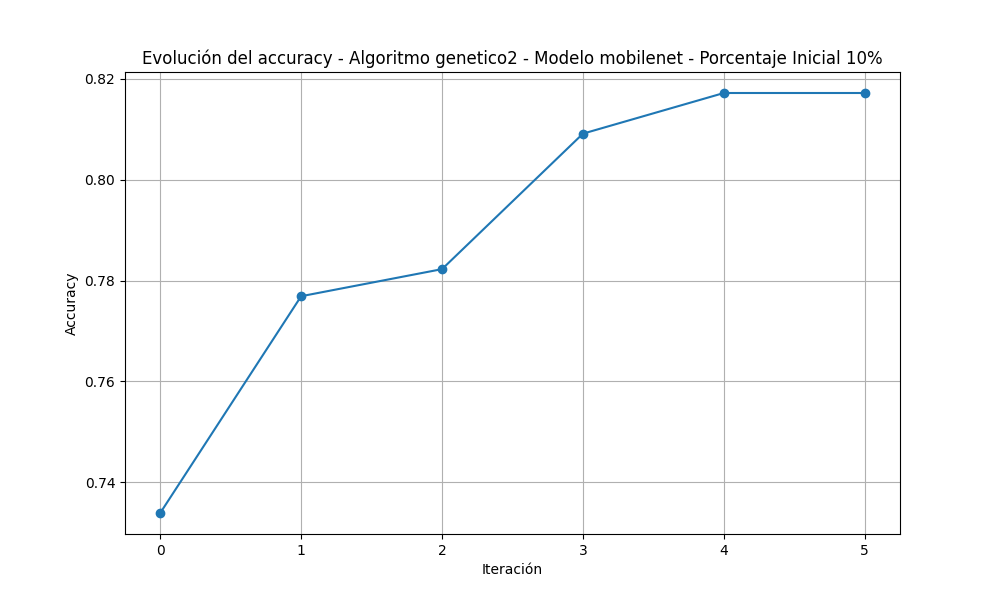 Evolución del accuracy - Algoritmo genetico2 - Modelo mobilenet - Porcentaje Inicial 10%
0.82
0.80
0.78
0.76
0.74
Accuracy
0 1 2 3 4 5
Iteración